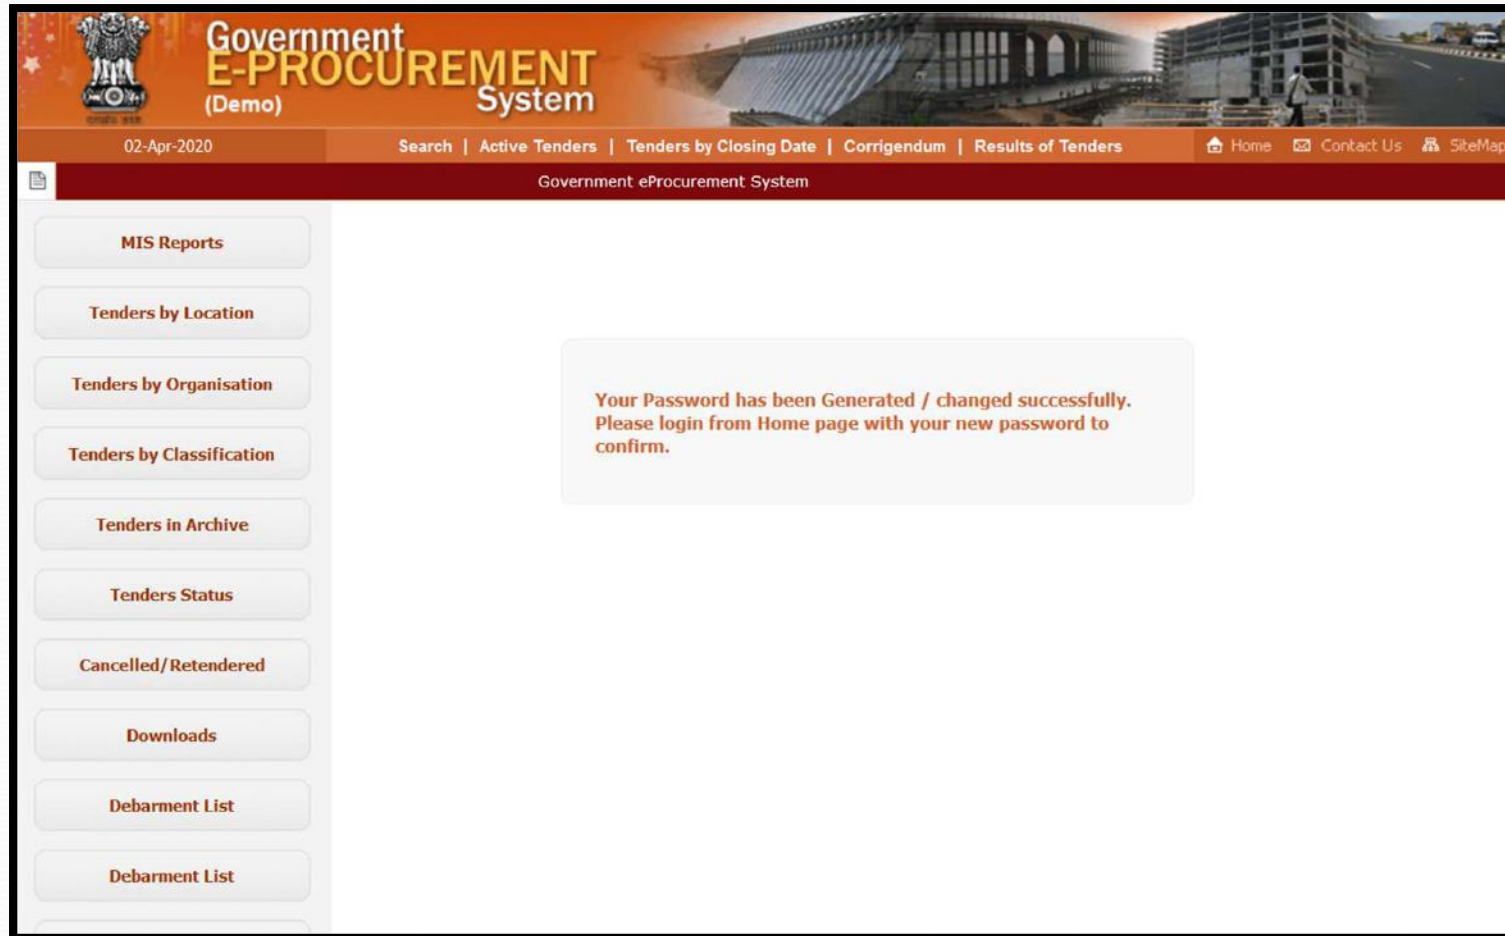 Government
E-PROCUREMENT
(Demo) System
02-Apr-2020 Search | Active Tenders | Tenders by Closing Date | Corrigendum | Results of Tenders Home Contact Us SiteMap
Government eProcurement System
MIS Reports
Tenders by Location
Tenders by Organisation
Your Password has been Generated / changed successfully.
Please login from Home page with your new password to
confirm.
Tenders by Classification
Tenders in Archive
Tenders Status
Cancelled/Retendered
Downloads
Debarment List
Debarment List